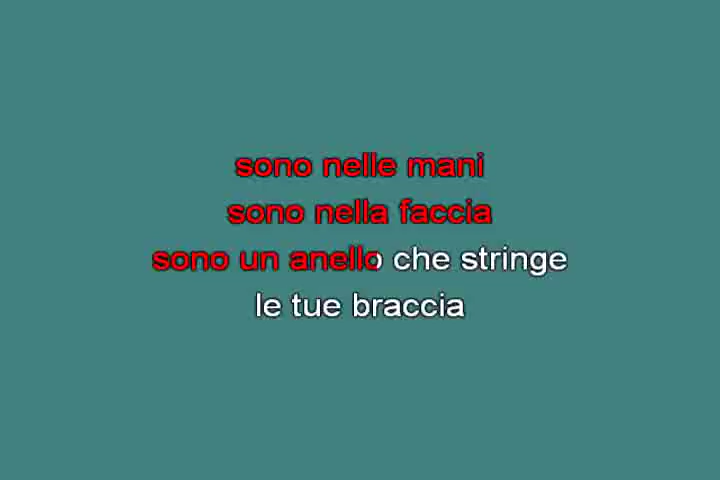 sono nelle mani
sono nella faccia
sono un anello che stringe
le tue braccia